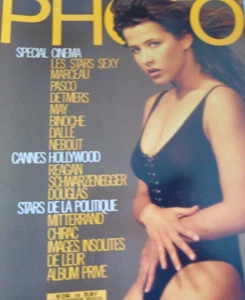 PHOTO
SPECIAL CINEMA
LES STARS SEXY
MARCEAU
PASCO
DETMERS
MAY
BINOCHE
DALLE
NEBOUT
CANNES HOLLYWOOD
REAGAN
SCHWARZENEGGER
DOUGLAS
STARS DE LA POLITIQUE
MITTERRAND
CHIRAC
IMAGES INSOLITES
DE LEUR
ALBUM PRIVE